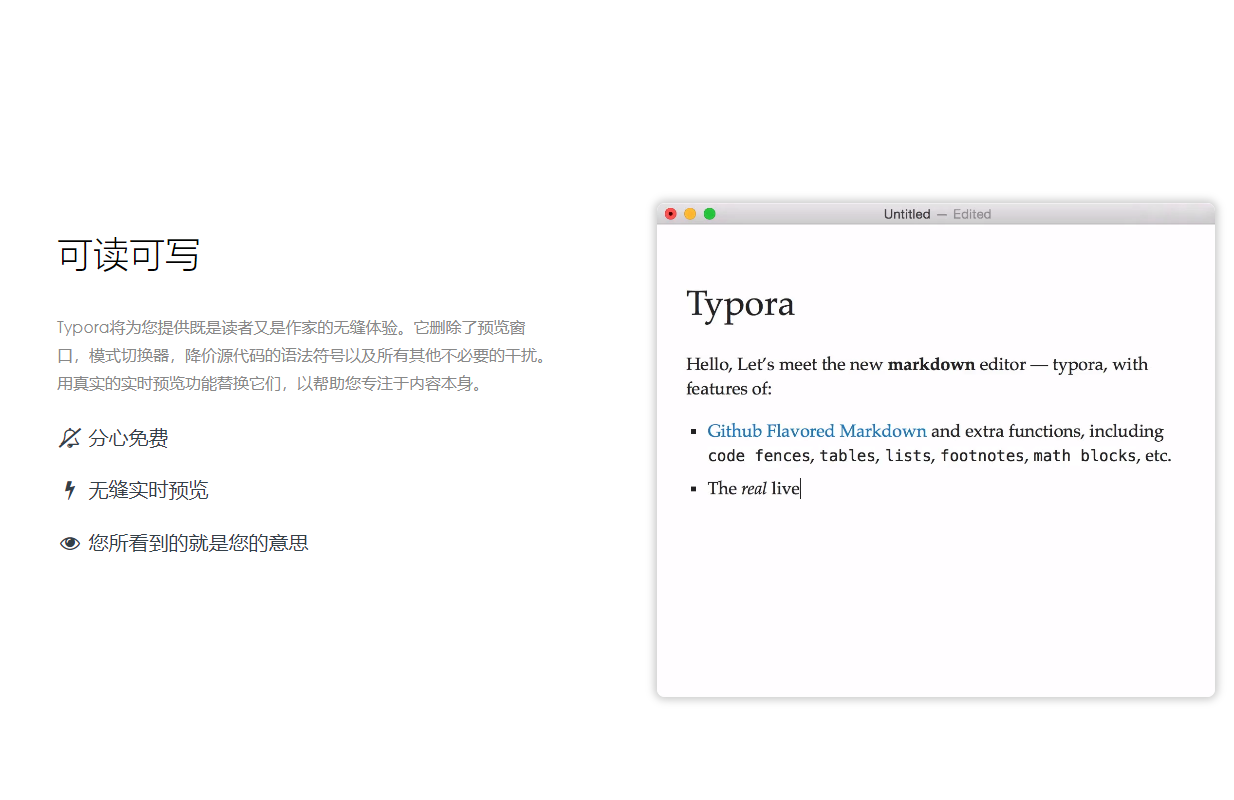 可读可写
Typora将为您提供既是读者又是作家的无缝体验。它删除了预览窗
口，模式切换器，降价源代码的语法符号以及所有其他不必要的干扰。
用真实的实时预览功能替换它们，以帮助您专注于内容本身。
分心免费
无缝实时预览
您所看到的就是您的意思
Untitled — Edited
Typora
Hello, Let’s meet the new markdown editor — typora, with
features of:
▪ Github Flavored Markdown and extra functions, including
code fences, tables, lists, footnotes, math blocks, etc.
▪ The real live